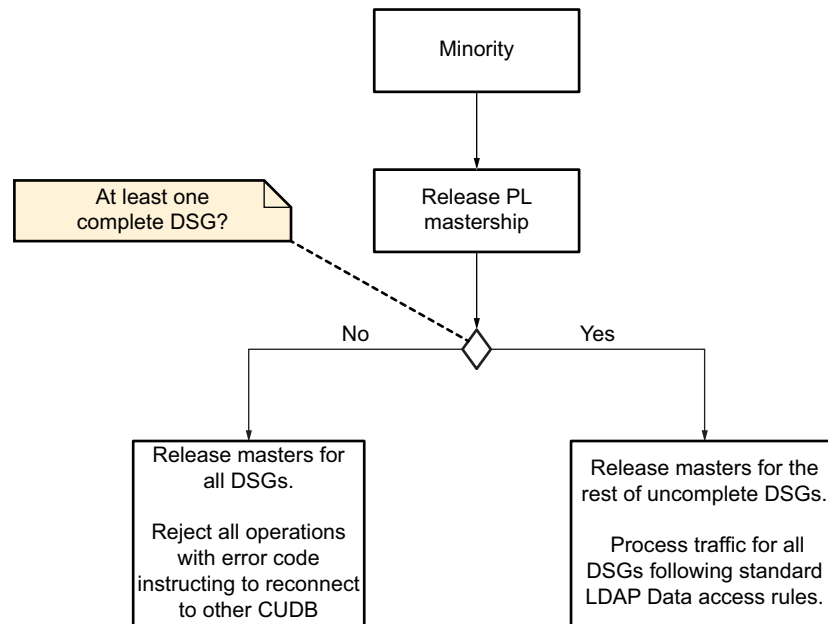 Minority
Release PL
mastership
At least one
complete DSG?
No
Yes
Release masters for
all DSGs.
Reject all operations
with error code
instructing to reconnect
to other CUDB
Release masters for the
rest of uncomplete DSGs.
Process traffic for all
DSGs following standard
LDAP Data access rules.